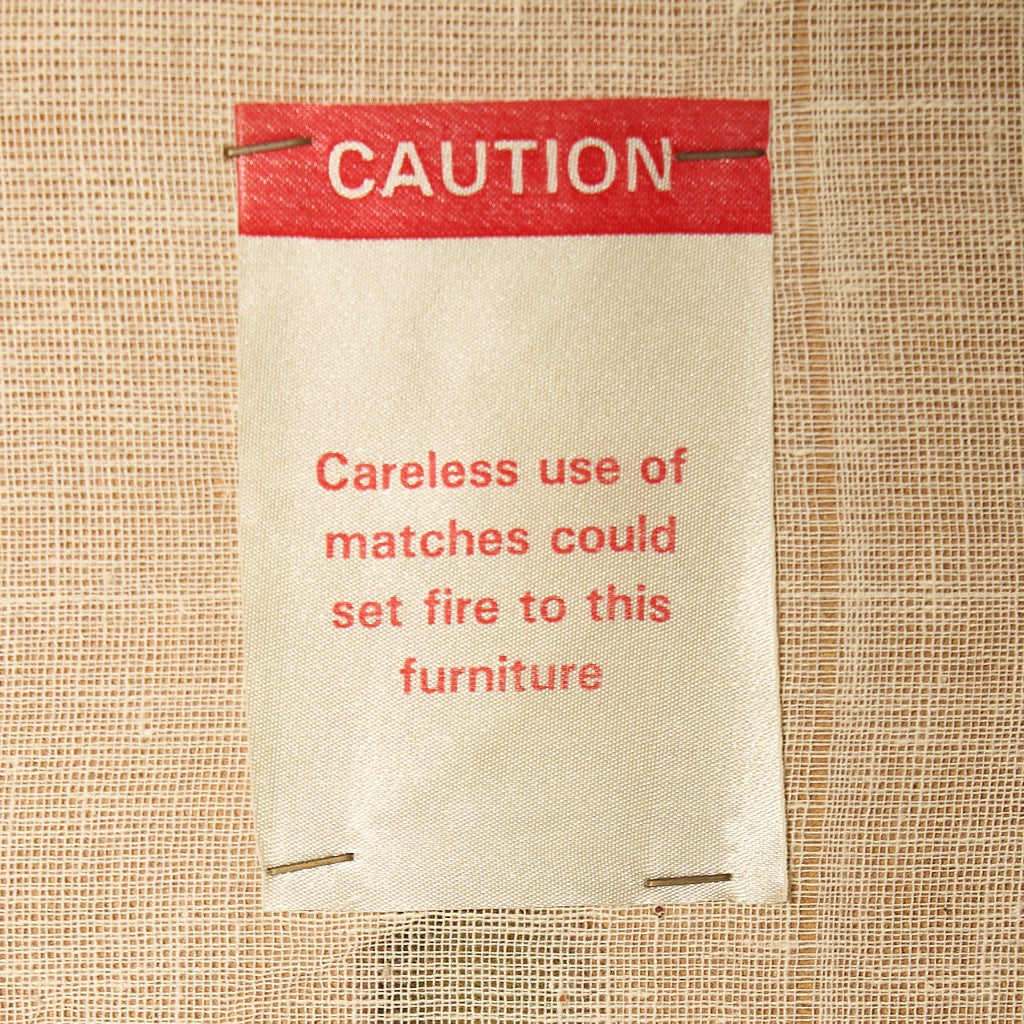 CAUTION
Careless use of
matches could
set fire to this
furniture